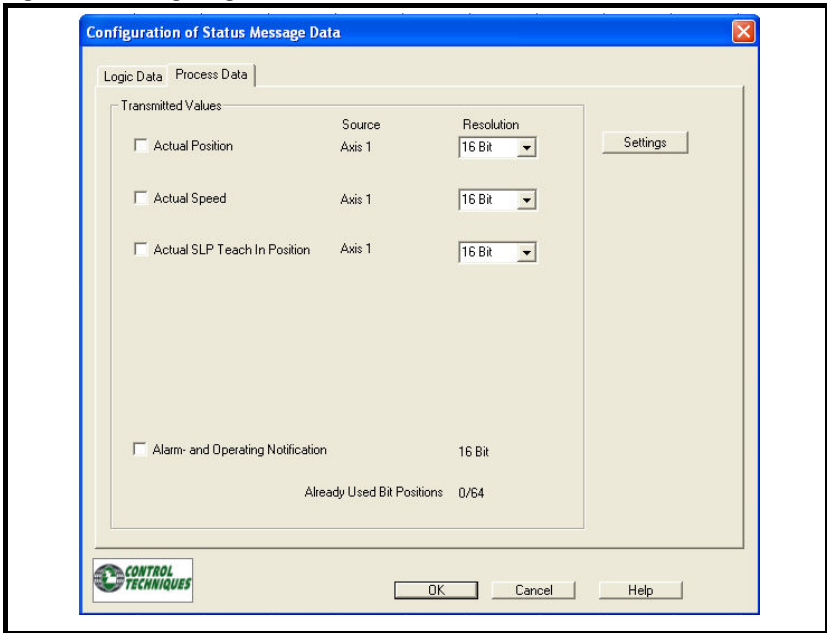 Configuration of Status Message Data
Logic Data Process Data
Transmitted Values
Source Resolution
Actual Position Axis 1 16 Bit Settings
Actual Speed Axis 1 16 Bit
Actual SLP Teach In Position Axis 1 16 Bit
Alarm- and Operating Notification 16 Bit
Already Used Bit Positions 0/64
CONTROL
TECHNIQUES
OK Cancel Help